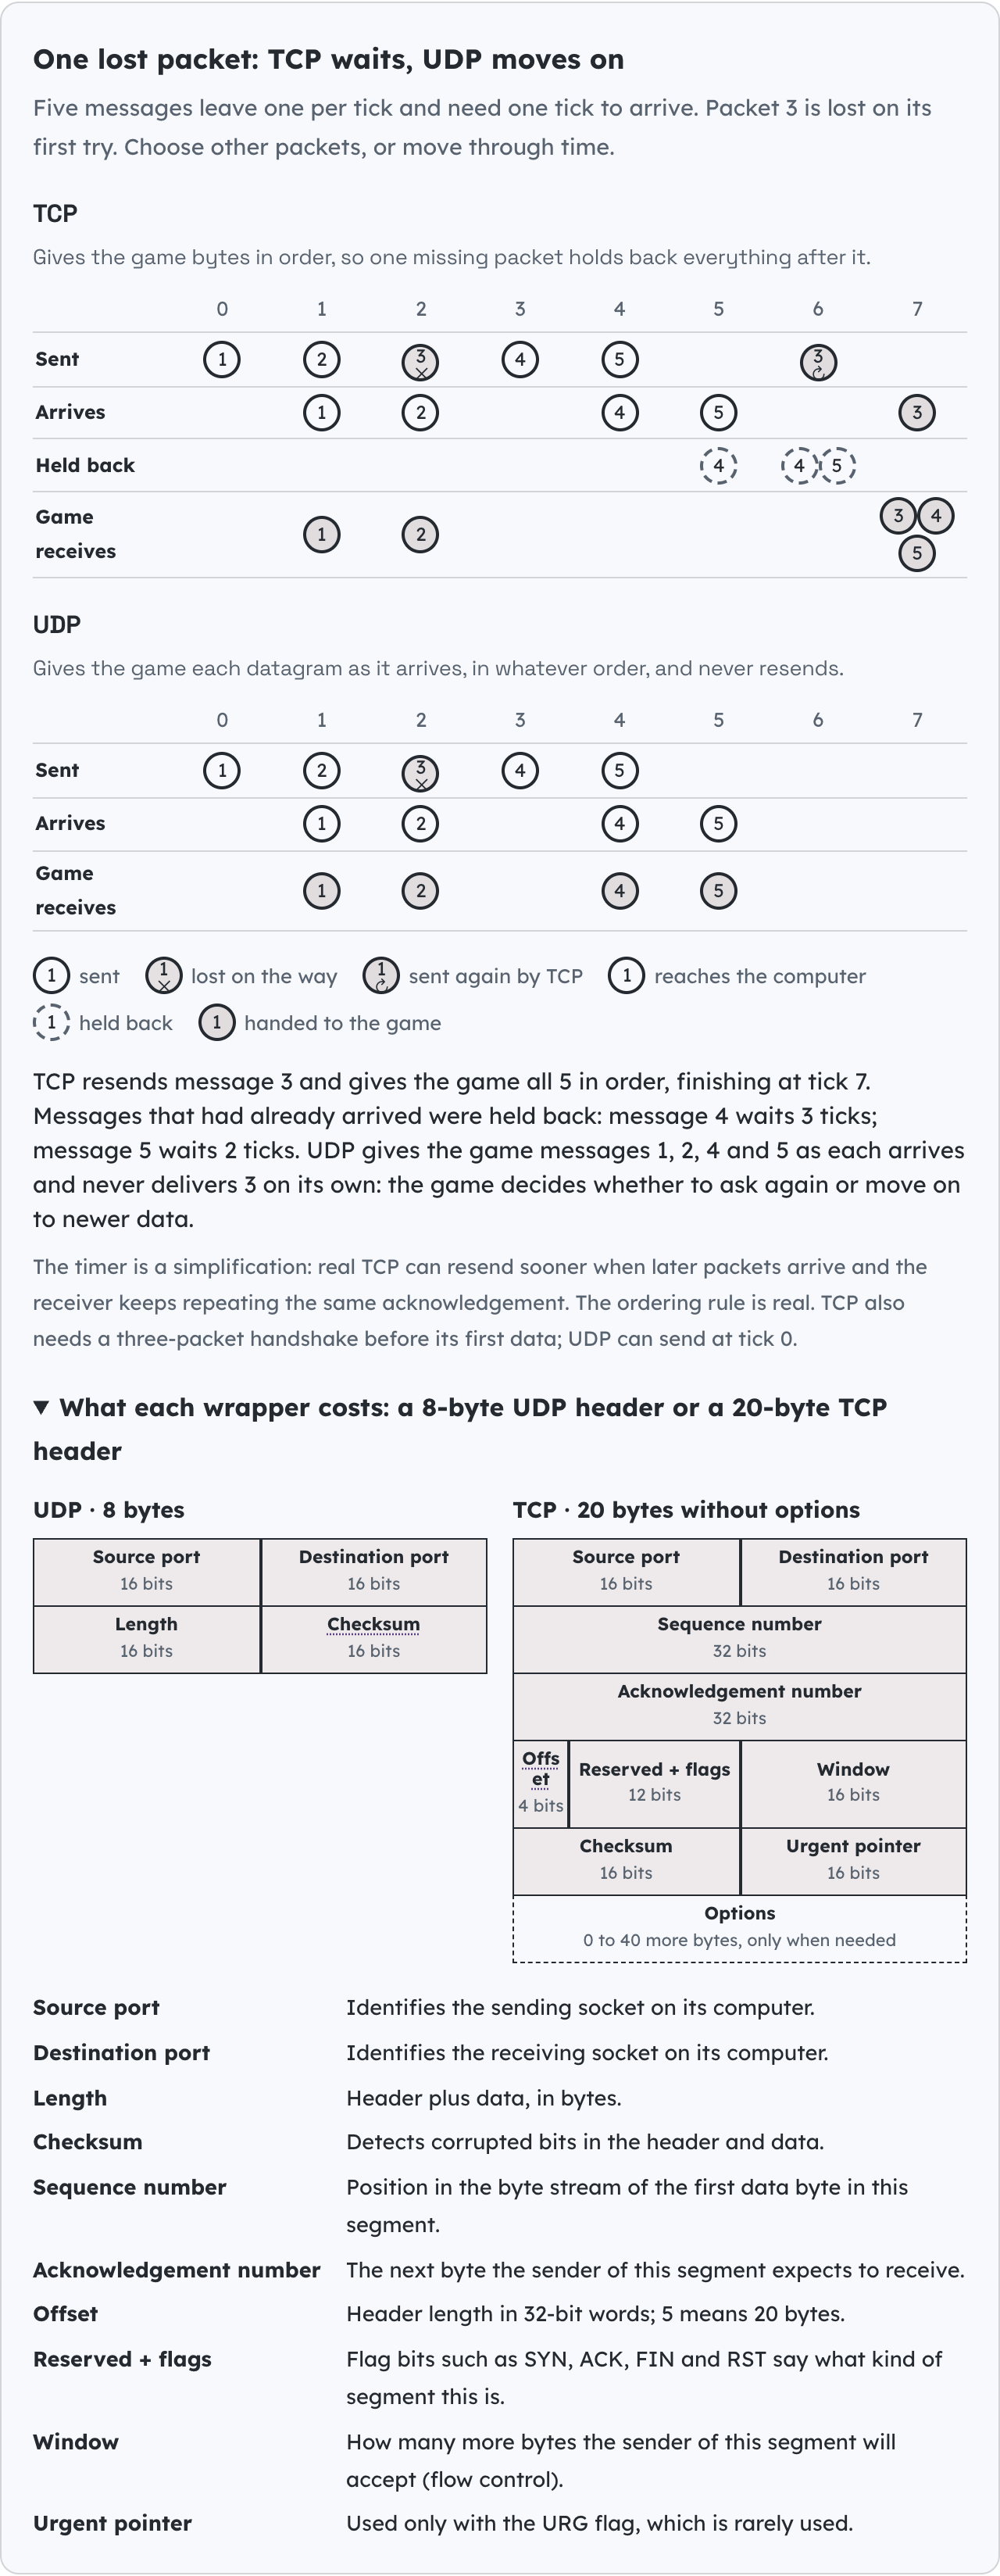 One lost packet: TCP waits, UDP moves on
Five messages leave one per tick and need one tick to arrive. Packet 3 is lost on its
first try. Choose other packets, or move through time.
TCP
Gives the game bytes in order, so one missing packet holds back everything after it.
0 1 2 3 4 5 6 7
Sent 1 2 3 4 5 3
Arrives 1 2 4 5 3
Held back 4 4 5
Game
receives 1 2 3 4 5
UDP
Gives the game each datagram as it arrives, in whatever order, and never resends.
0 1 2 3 4 5 6 7
Sent 1 2 3 4 5
Arrives 1 2 4 5
Game
receives 1 2 4 5
1 sent 1 lost on the way 1 sent again by TCP 1 reaches the computer
1 held back 1 handed to the game
TCP resends message 3 and gives the game all 5 in order, finishing at tick 7.
Messages that had already arrived were held back: message 4 waits 3 ticks;
message 5 waits 2 ticks. UDP gives the game messages 1, 2, 4 and 5 as each arrives
and never delivers 3 on its own: the game decides whether to ask again or move on
to newer data.
The timer is a simplification: real TCP can resend sooner when later packets arrive and the
receiver keeps repeating the same acknowledgement. The ordering rule is real. TCP also
needs a three-packet handshake before its first data; UDP can send at tick 0.
▼ What each wrapper costs: a 8-byte UDP header or a 20-byte TCP
header
UDP · 8 bytes
Source port Destination port
16 bits 16 bits
Length Checksum
16 bits 16 bits
TCP · 20 bytes without options
Source port Destination port
16 bits 16 bits
Sequence number
32 bits
Acknowledgement number
32 bits
Offs
et Reserved + flags Window
4 bits 12 bits 16 bits
Checksum Urgent pointer
16 bits 16 bits
Options
0 to 40 more bytes, only when needed
Source port Identifies the sending socket on its computer.
Destination port Identifies the receiving socket on its computer.
Length Header plus data, in bytes.
Checksum Detects corrupted bits in the header and data.
Sequence number Position in the byte stream of the first data byte in this
segment.
Acknowledgement number The next byte the sender of this segment expects to receive.
Offset Header length in 32-bit words; 5 means 20 bytes.
Reserved + flags Flag bits such as SYN, ACK, FIN and RST say what kind of
segment this is.
Window How many more bytes the sender of this segment will
accept (flow control).
Urgent pointer Used only with the URG flag, which is rarely used.